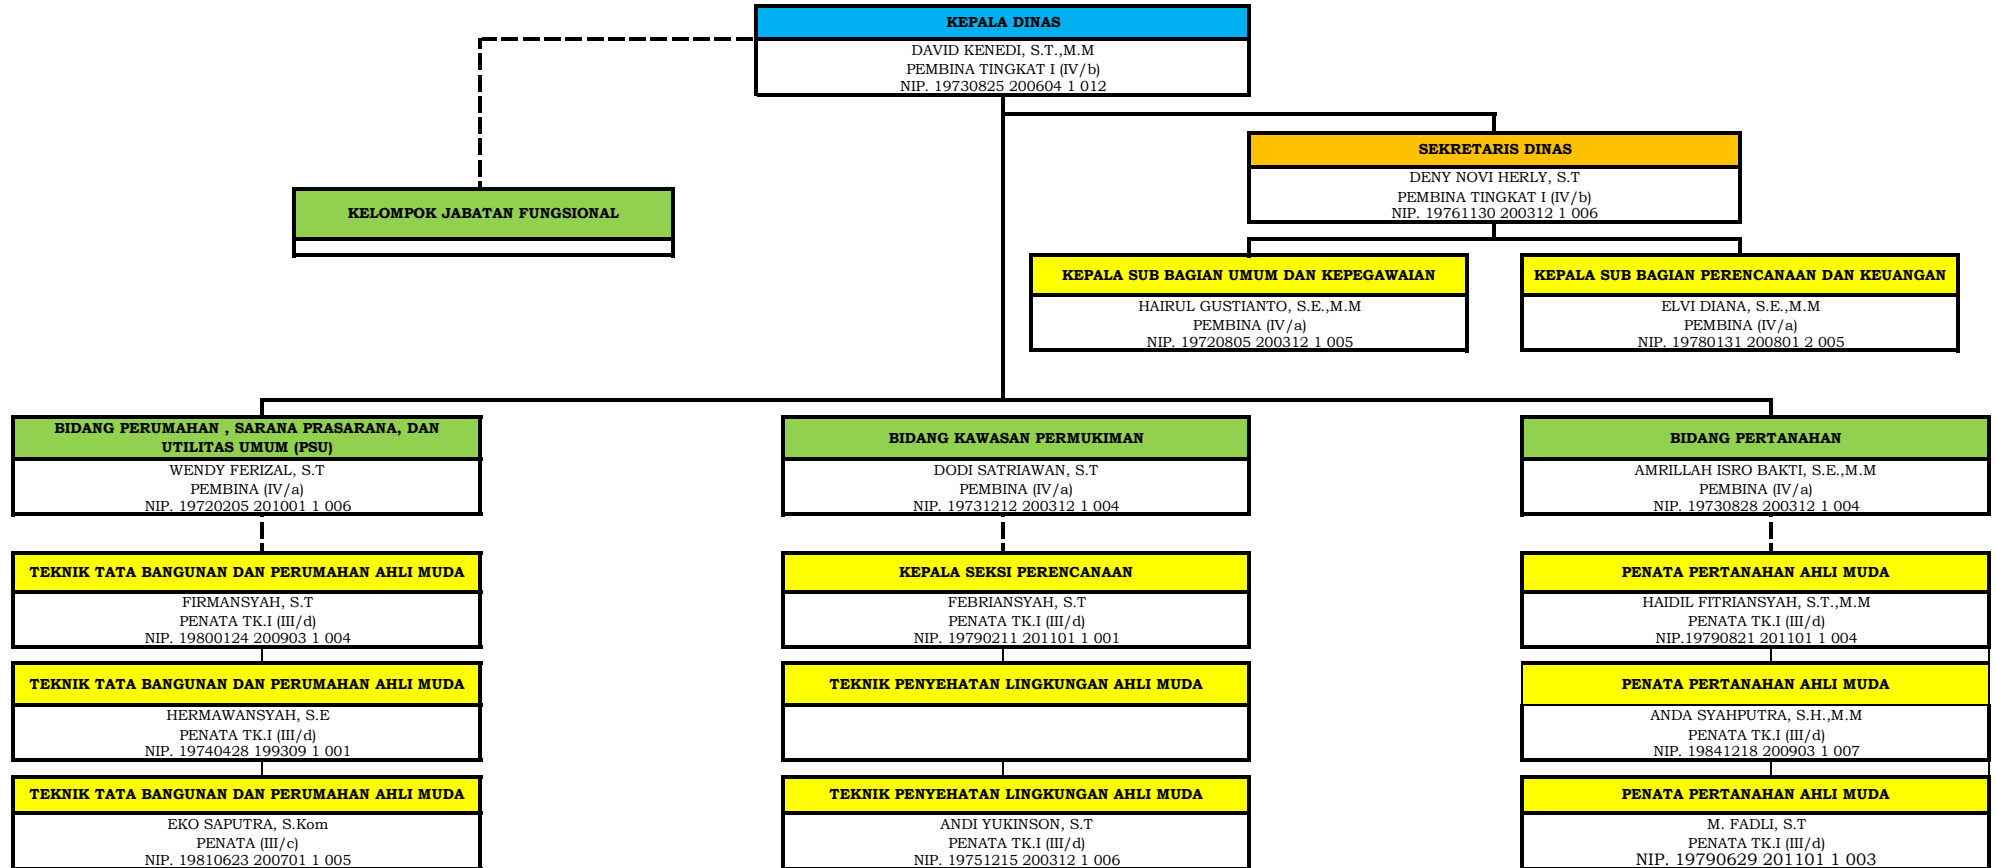 KEPALA DINAS
DAVID KENEDI, S.T.,M.M
PEMBINA TINGKAT I (IV/b)
NIP. 19730825 200604 1 012
SEKRETARIS DINAS
DENY NOVI HERLY, S.T
PEMBINA TINGKAT I (IV/b)
NIP. 19761130 200312 1 006
KELOMPOK JABATAN FUNGSIONAL
KEPALA SUB BAGIAN UMUM DAN KEPEGAWAIAN
HAIRUL GUSTIANTO, S.E.,M.M
PEMBINA (IV/a)
NIP. 19720805 200312 1 005
KEPALA SUB BAGIAN PERENCANAAN DAN KEUANGAN
ELVI DIANA, S.E.,M.M
PEMBINA (IV/a)
NIP. 19780131 200801 2 005
BIDANG PERUMAHAN , SARANA PRASARANA, DAN
UTILITAS UMUM (PSU)
WENDY FERIZAL, S.T
PEMBINA (IV/a)
NIP. 19720205 201001 1 006
TEKNIK TATA BANGUNAN DAN PERUMAHAN AHLI MUDA
FIRMANSYAH, S.T
PENATA TK.I (III/d)
NIP. 19800124 200903 1 004
TEKNIK TATA BANGUNAN DAN PERUMAHAN AHLI MUDA
HERMAWANSYAH, S.E
PENATA TK.I (III/d)
NIP. 19740428 199309 1 001
TEKNIK TATA BANGUNAN DAN PERUMAHAN AHLI MUDA
EKO SAPUTRA, S.Kom
PENATA (III/c)
NIP. 19810623 200701 1 005
BIDANG KAWASAN PERMUKIMAN
DODI SATRIAWAN, S.T
PEMBINA (IV/a)
NIP. 19731212 200312 1 004
KEPALA SEKSI PERENCANAAN
FEBRIANSYAH, S.T
PENATA TK.I (III/d)
NIP. 19790211 201101 1 001
TEKNIK PENYEHATAN LINGKUNGAN AHLI MUDA
TEKNIK PENYEHATAN LINGKUNGAN AHLI MUDA
ANDI YUKINSON, S.T
PENATA TK.I (III/d)
NIP. 19751215 200312 1 006
BIDANG PERTANAHAN
AMRILLAH ISRO BAKTI, S.E.,M.M
PEMBINA (IV/a)
NIP. 19730828 200312 1 004
PENATA PERTANAHAN AHLI MUDA
HAIDIL FITRIANSYAH, S.T.,M.M
PENATA TK.I (III/d)
NIP.19790821 201101 1 004
PENATA PERTANAHAN AHLI MUDA
ANDA SYAHPUTRA, S.H.,M.M
PENATA TK.I (III/d)
NIP. 19841218 200903 1 007
PENATA PERTANAHAN AHLI MUDA
M. FADLI, S.T
PENATA TK.I (III/d)
NIP. 19790629 201101 1 003